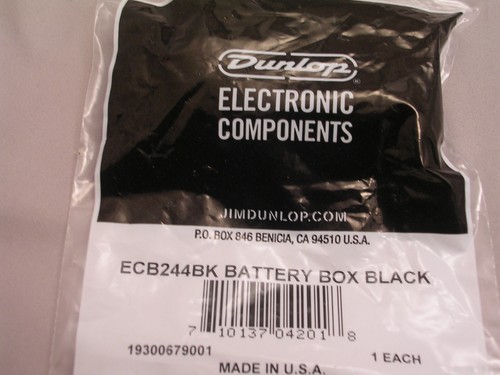 Dunlop
ELECTRONIC
COMPONENTS
JIMDUNLOP.COM
P.O. BOX 846 BENICIA, CA 94510 U.S.A.
ECB244BK BATTERY BOX BLACK
7 10137 04201 8
19300679001 1 EACH
MADE IN U.S.A.